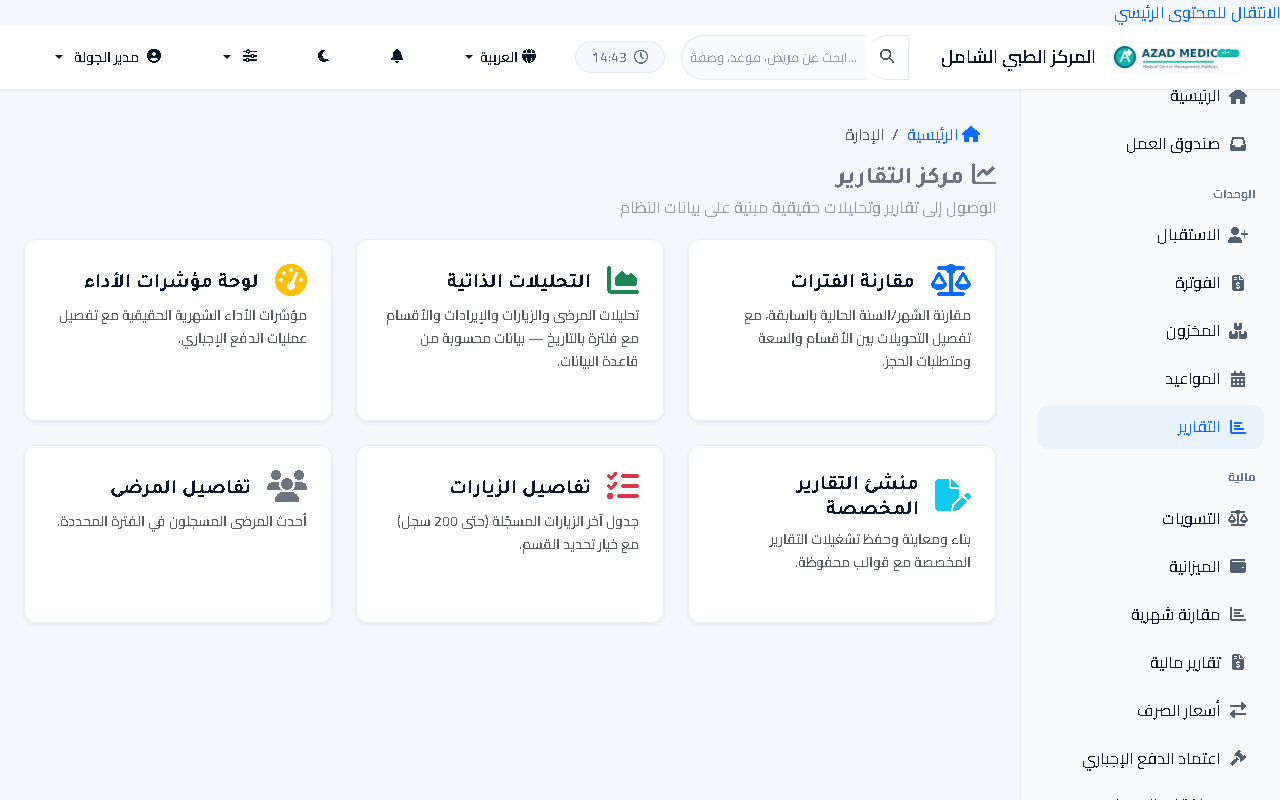 الانتقال للمحتوى الرئيسي
AZAD MEDIC
Medical Centre Management Platform
المركز الطبي الشامل
ابحث عن مريض، موعد، وصفة...
14:43
العربية
مدير الجولة
الرئيسية
صندوق العمل
الوحدات
الاستقبال
الفوترة
المخزون
المواعيد
التقارير
مالية
التسويات
الميزانية
مقارنة شهرية
تقارير مالية
أسعار الصرف
اعتماد الدفع الإجباري
الرئيسية / الإدارة
مركز التقارير
الوصول إلى تقارير وتحليلات حقيقية مبنية على بيانات النظام
مقارنة الفترات
مقارنة الشهر/السنة الحالية بالسابقة، مع
تفصيل التحويلات بين الأقسام والسعة
ومتطلبات الحجز.
التحليلات الذاتية
تحليلات المرضى والزيارات والإيرادات والأقسام
مع فلترة بالتاريخ — بيانات محسوبة من
قاعدة البيانات.
لوحة مؤشرات الأداء
مؤشرات الأداء الشهرية الحقيقية مع تفصيل
عمليات الدفع الإجباري.
منشئ التقارير
المخصصة
بناء ومعاينة وحفظ تشغيلات التقارير
المخصصة مع قوالب محفوظة.
تفاصيل الزيارات
جدول آخر الزيارات المسجّلة (حتى 200 سجل)
مع خيار تحديد القسم.
تفاصيل المرضى
أحدث المرضى المسجلون في الفترة المحددة.